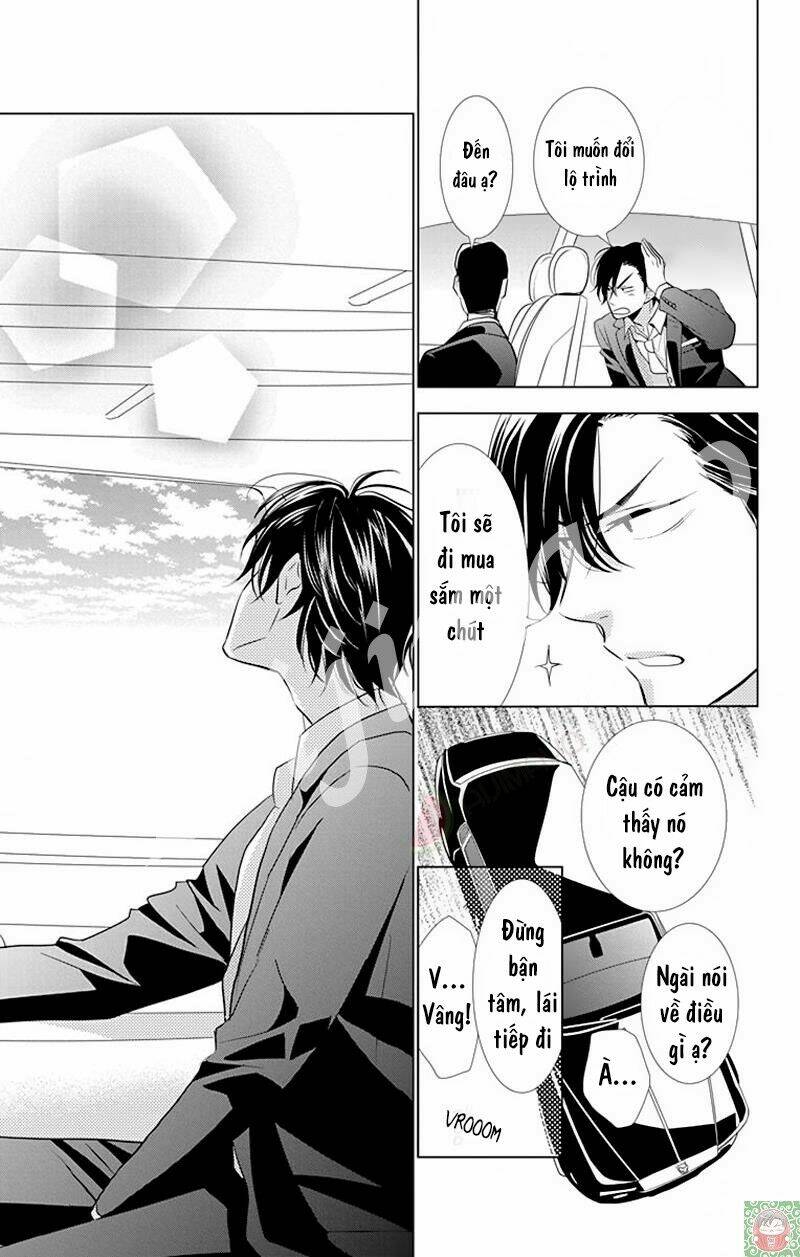 Tôi muốn đổi
lộ trình
Đến
đâu ạ?
Tôi sẽ
đi mua
sắm một
chút
Cậu có cảm
thấy nó
không?
Ngài nói
về điều
gì ạ?
À...
Đừng
bận
tâm, lái
tiếp đi
V...
Vâng!
VROOOM